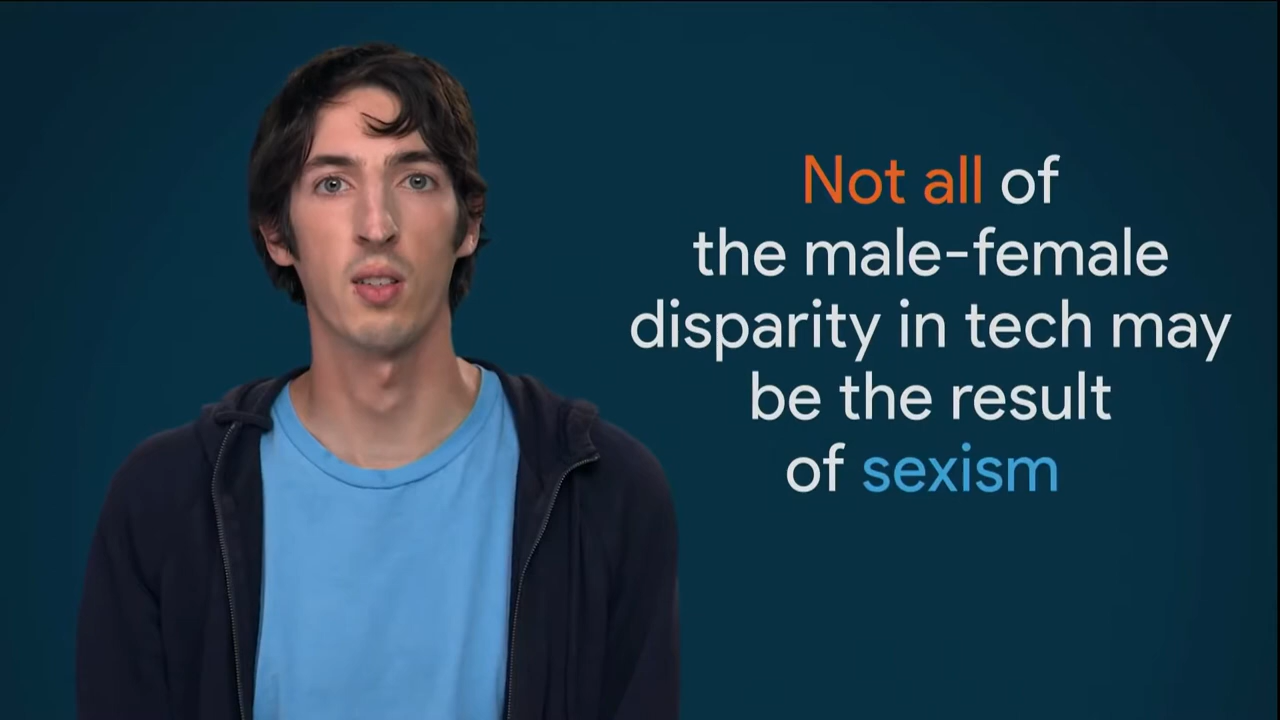 Not all of
the male-female
disparity in tech may
be the result
of sexism